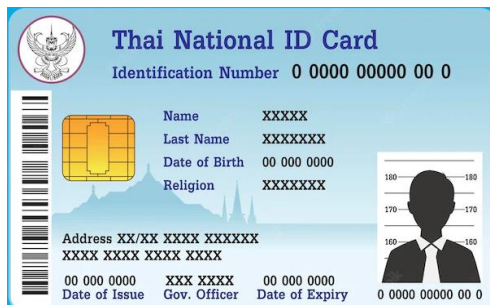 Thai National ID Card
Identification Number 0 0000 00000 00 0
Name XXXXX
Last Name XXXXXXX
Date of Birth 00 000 0000
Religion XXXXXXX
180 180
170 170
160 160
Address XX/XX XXXX XXXXXX
XXXX XXXX XXXX XXXX
00 000 0000 XXX XXXX 00 000 0000
Date of Issue Gov. Officer Date of Expiry
0 0000 00000 00 0